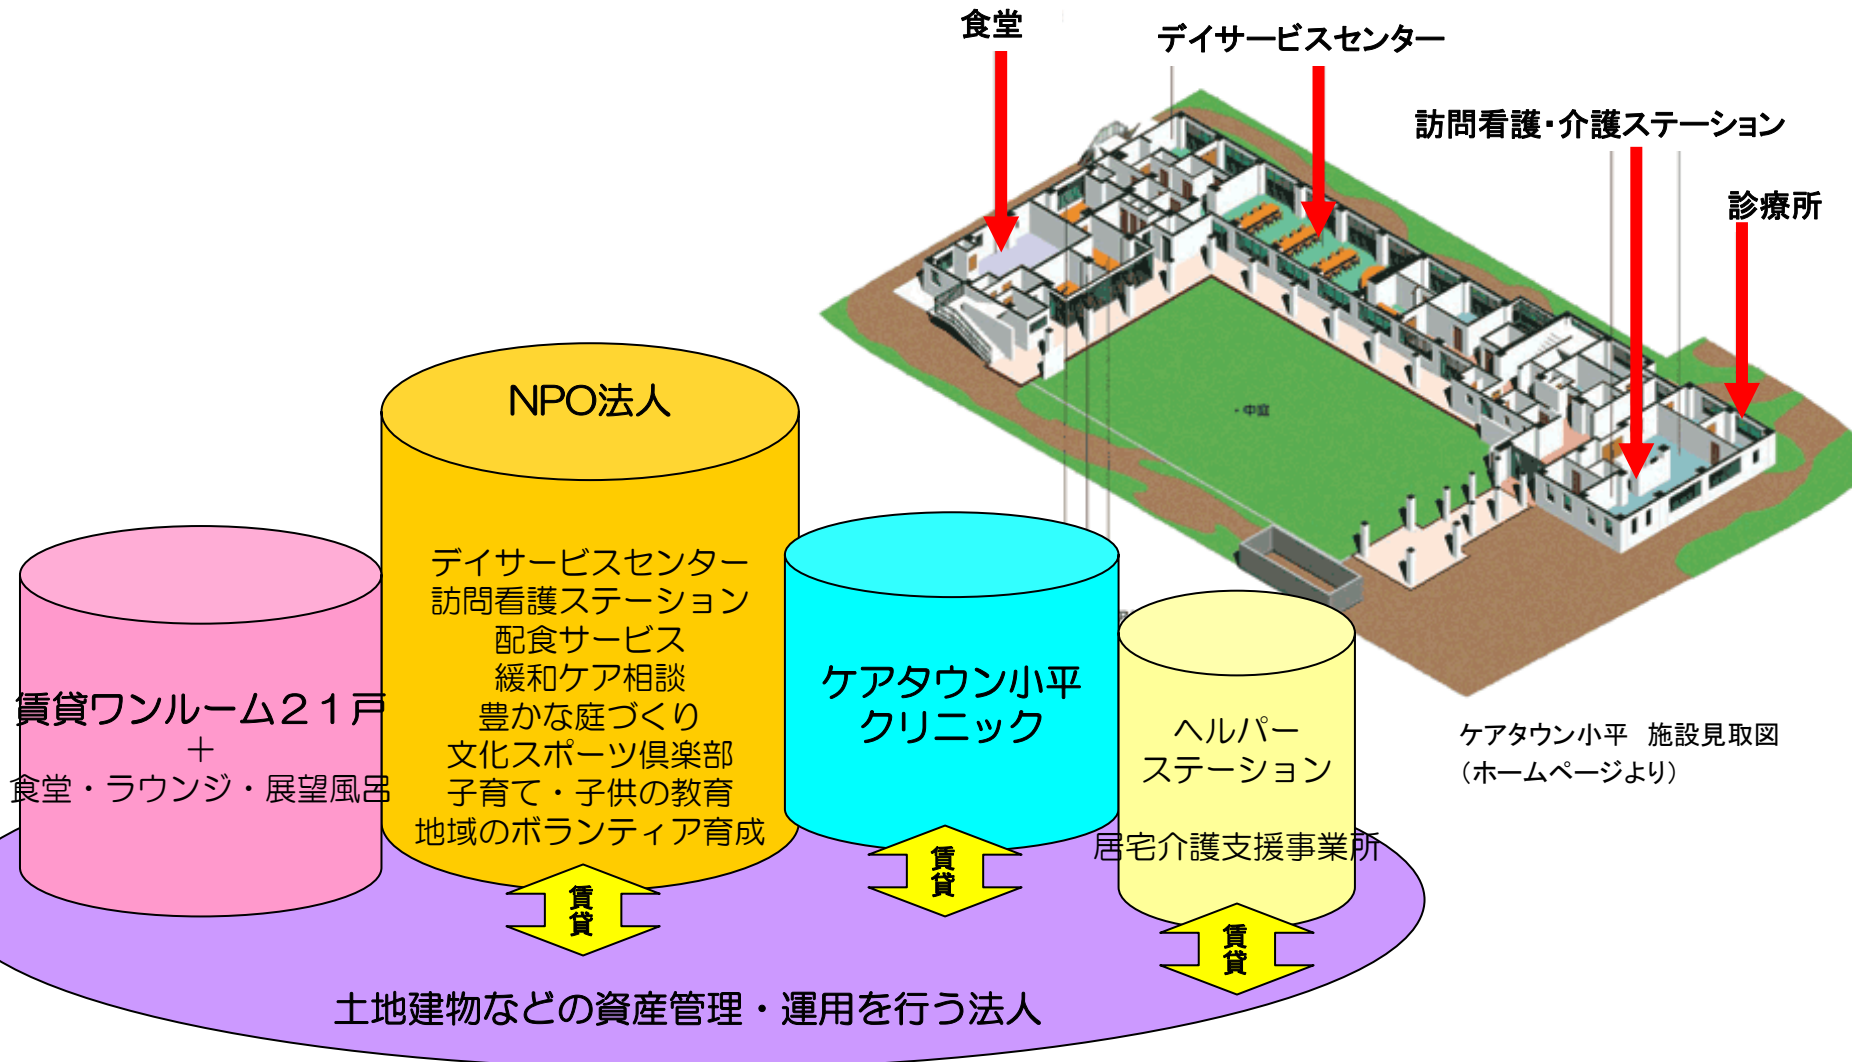 食堂
デイサービスセンター
訪問看護・介護ステーション
診療所
・中庭
NPO法人
デイサービスセンター
訪問看護ステーション
配食サービス
緩和ケア相談
豊かな庭づくり
文化スポーツ倶楽部
子育て・子供の教育
地域のボランティア育成
賃貸ワンルーム２１戸
＋
食堂・ラウンジ・展望風呂
ケアタウン小平
クリニック
ヘルパー
ステーション
居宅介護支援事業所
ケアタウン小平　施設見取図
（ホームページより）
賃貸
賃貸
賃貸
土地建物などの資産管理・運用を行う法人